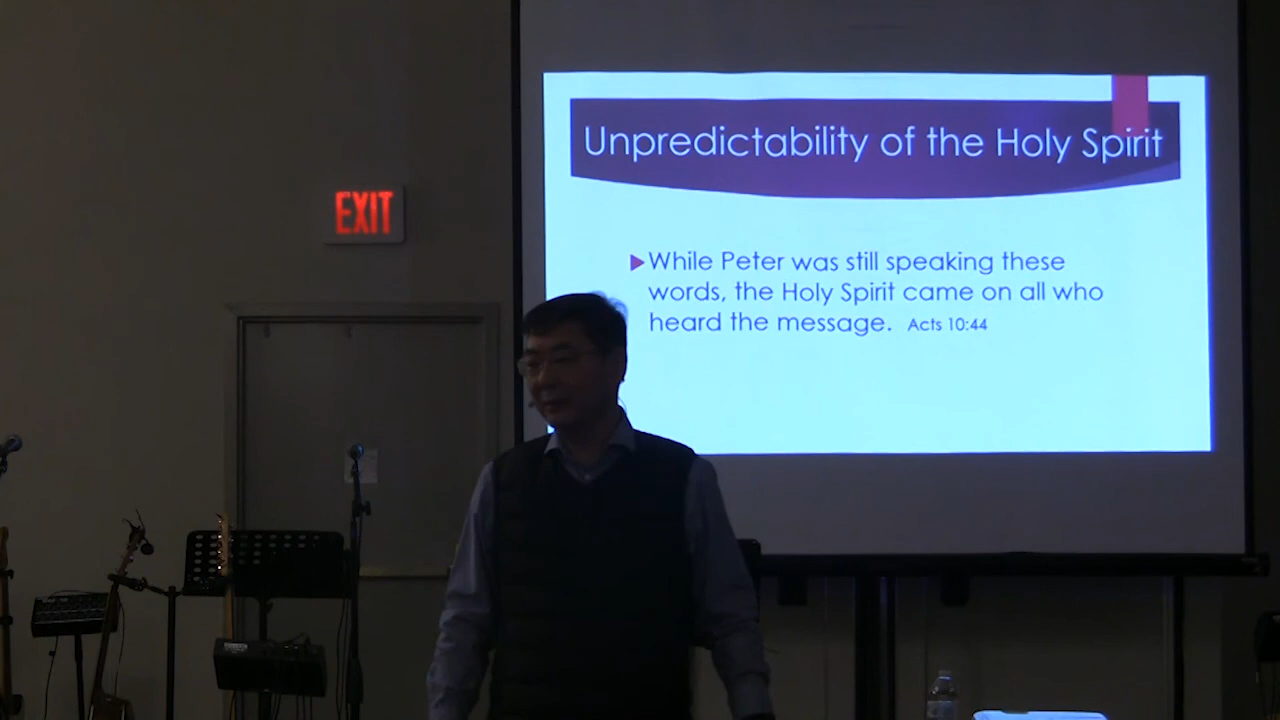 Unpredictability of the Holy Spirit
EXIT
While Peter was still speaking these
words, the Holy Spirit came on all who
heard the message. Acts 10:44